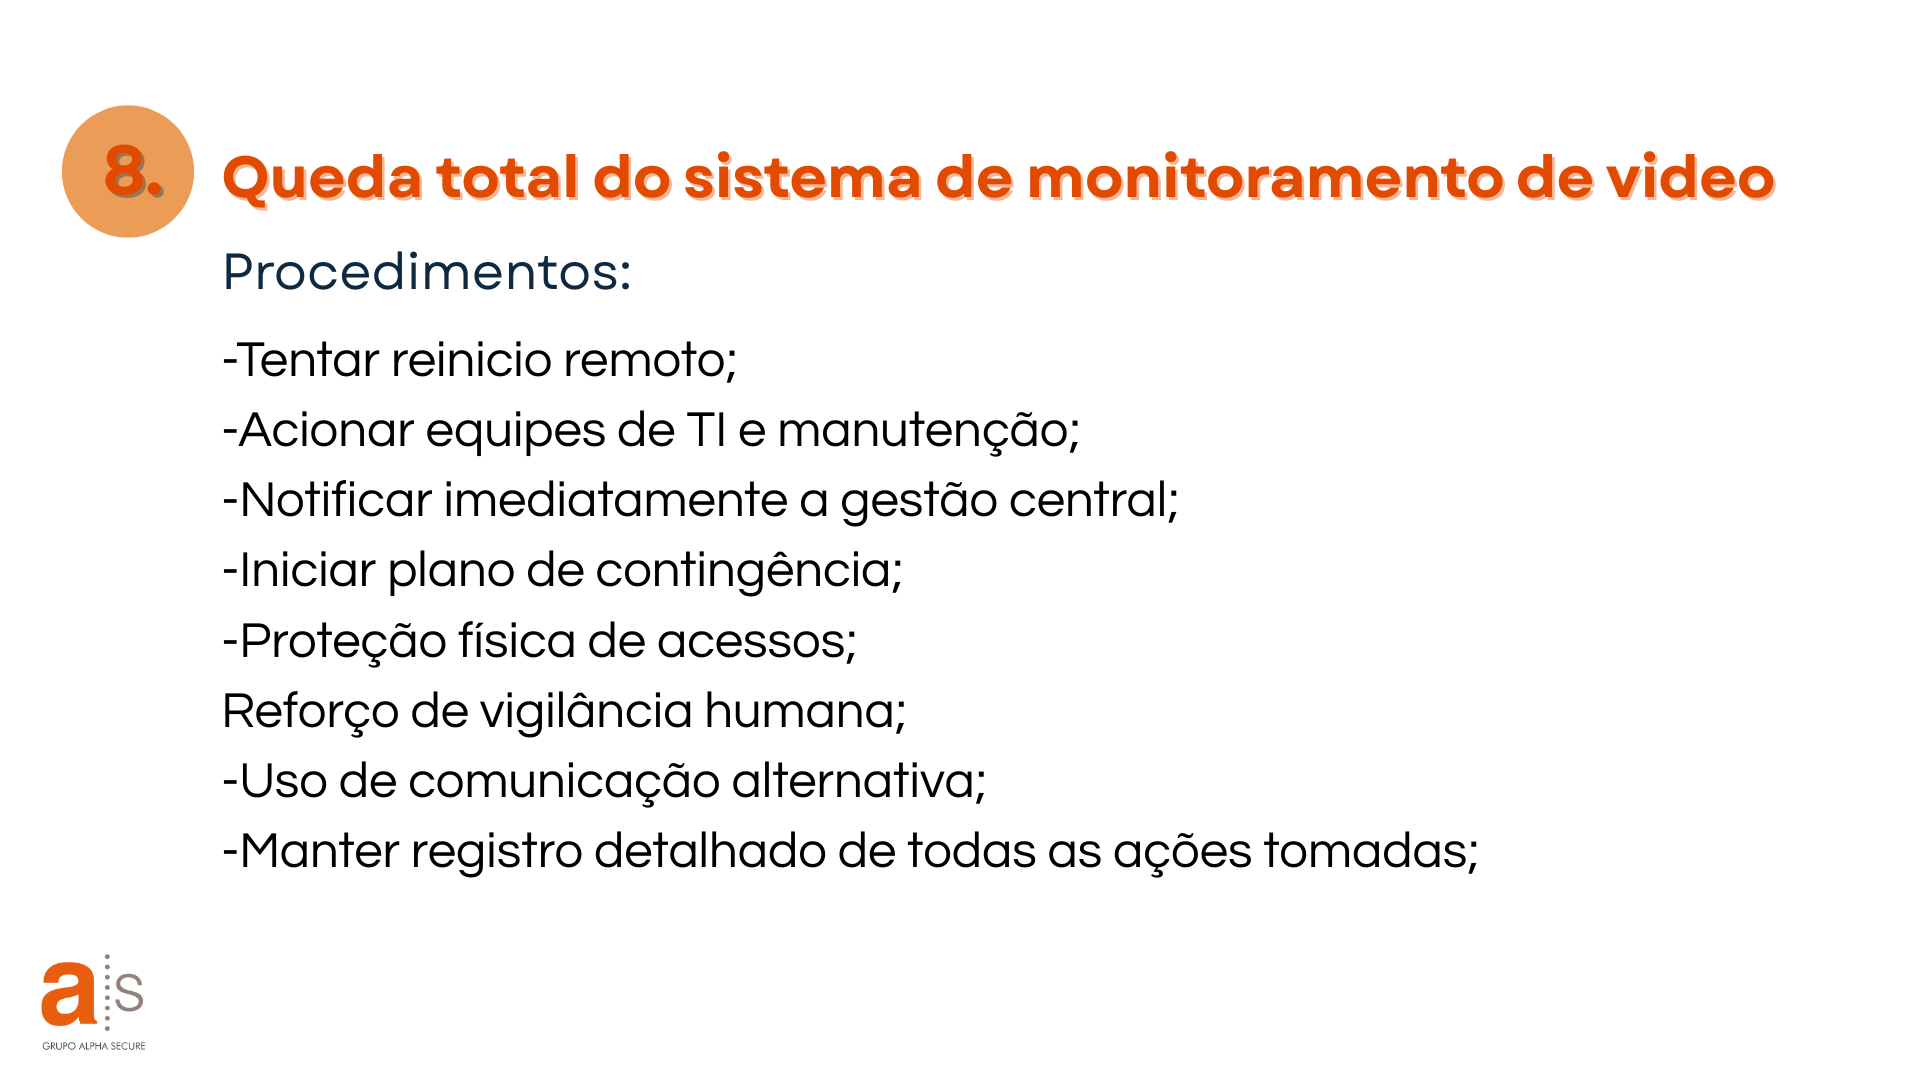 8.
Queda total do sistema de monitoramento de video
Procedimentos:
-Tentar reinicio remoto;
-Acionar equipes de TI e manutenção;
-Notificar imediatamente a gestão central;
-Iniciar plano de contingência;
-Proteção física de acessos;
Reforço de vigilância humana;
-Uso de comunicação alternativa;
-Manter registro detalhado de todas as ações tomadas;
a s
GRUPO ALPHA SECURE